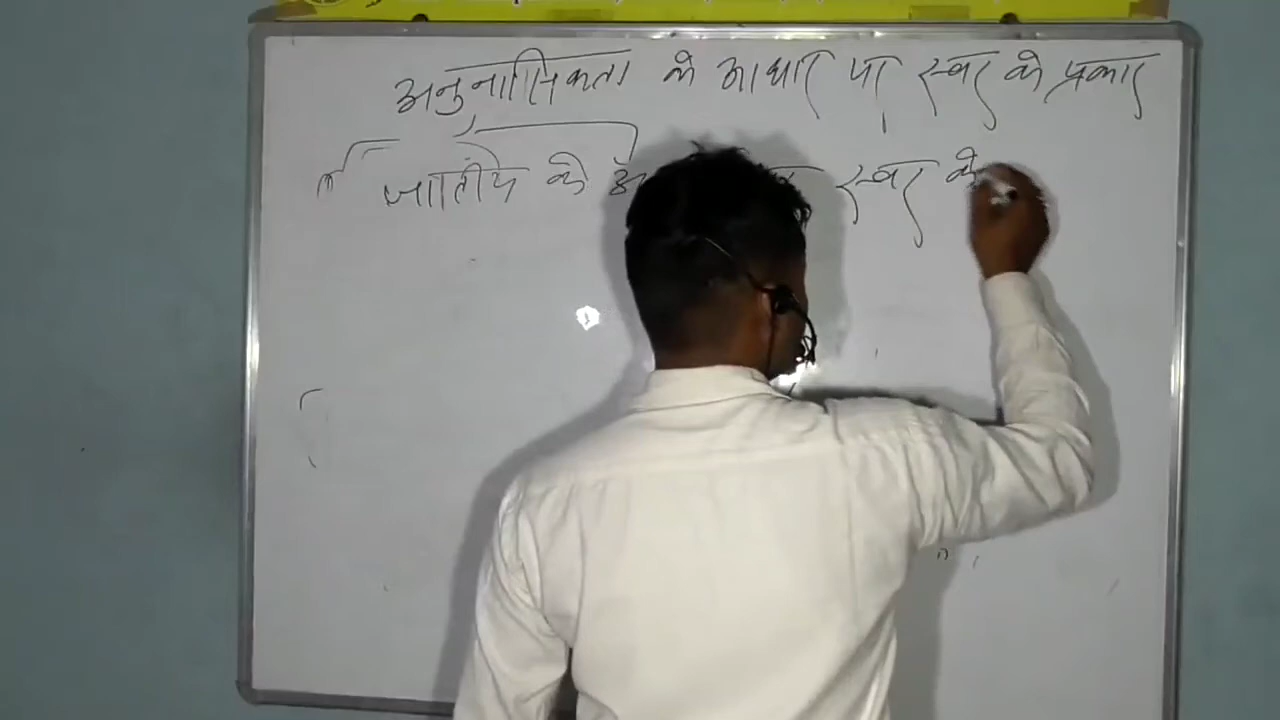 अनुनासिकता के आधार पर स्वर के प्रकार
जातीय के स्वर के